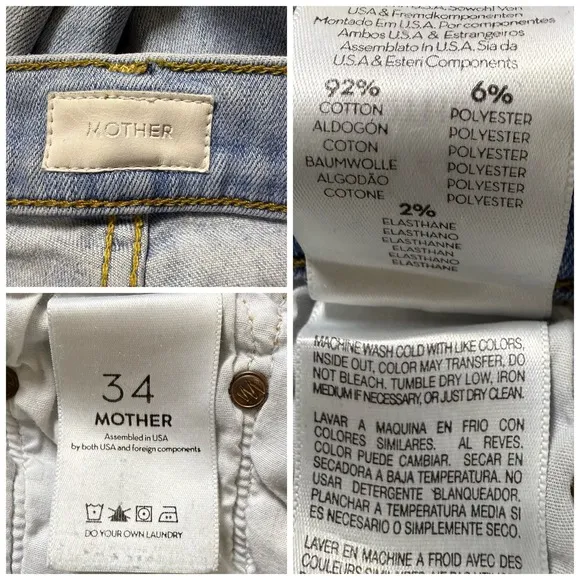 MOTHER
34
MOTHER
Assembled in USA
by both USA and foreign components
DO YOUR OWN LAUNDRY
USA & Fremdkomponenten
Montado Em U.S.A. Por componentes
Ambos U.S.A & Estrangeiros
Assemblato In U.S.A. Sia da
USA & Esteri Components
92%
COTTON
ALGODÓN
COTON
BAUMWOLLE
ALGODÃO
COTONE
6%
POLYESTER
POLYESTER
POLYESTER
POLYESTER
POLYESTER
POLYESTER
2%
ELASTHANE
ELASTHANO
ELASTHANNE
ELASTHAN
ELASTHANO
ELASTHANE
MACHINE WASH COLD WITH LIKE COLORS,
INSIDE OUT, COLOR MAY TRANSFER, DO
NOT BLEACH. TUMBLE DRY LOW, IRON
MEDIUM IF NECESSARY, OR JUST DRY CLEAN.
LAVAR A MAQUINA EN FRIO CON
COLORES SIMILARES. AL REVES.
COLOR PUEDE CAMBIAR. SECAR EN
SECADORA A BAJA TEMPERATURA. NO
USAR DETERGENTE BLANQUEADOR.
PLANCHAR A TEMPERATURA MEDIA SI
ES NECESARIO O SIMPLEMENTE SECO.
LAVER EN MACHINE A FROID AVEC DES